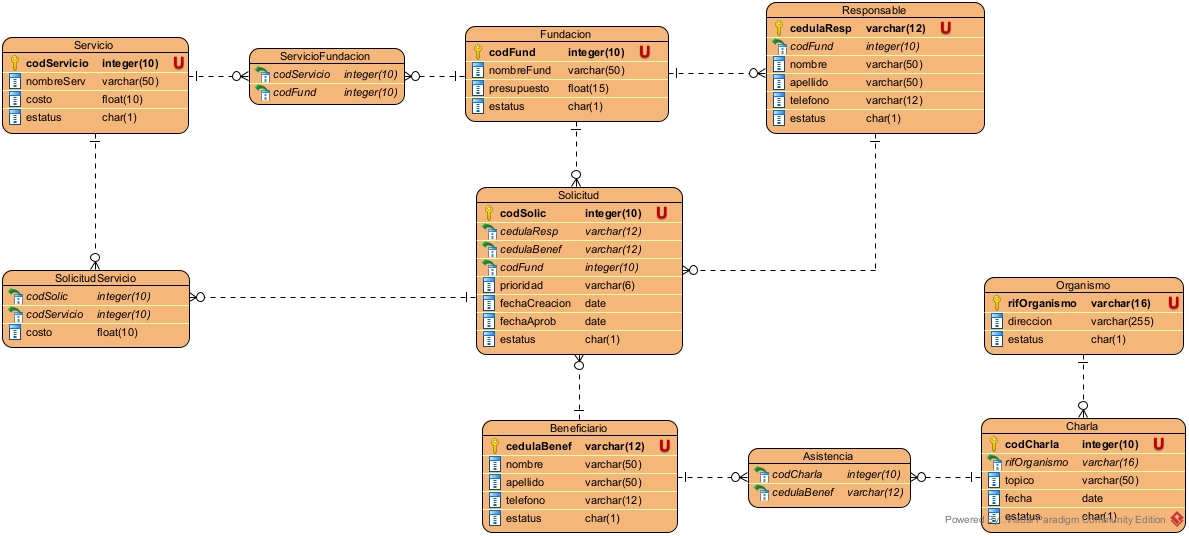 Servicio
codServicio integer(10) U
nombreServ varchar(50)
costo float(10)
estatus char(1)
ServicioFundacion
codServicio integer(10)
codFund integer(10)
Fundacion
codFund integer(10) U
nombreFund varchar(50)
presupuesto float(15)
estatus char(1)
Responsable
cedulaResp varchar(12) U
codFund integer(10)
nombre varchar(50)
apellido varchar(50)
telefono varchar(12)
estatus char(1)
Solicitud
codSolic integer(10) U
cedulaResp varchar(12)
cedulaBenef varchar(12)
codFund integer(10)
prioridad varchar(6)
fechaCreacion date
fechaAprob date
estatus char(1)
SolicitudServicio
codSolic integer(10)
codServicio integer(10)
costo float(10)
Organismo
rifOrganismo varchar(16) U
direccion varchar(255)
estatus char(1)
Beneficiario
cedulaBenef varchar(12) U
nombre varchar(50)
apellido varchar(50)
telefono varchar(12)
estatus char(1)
Asistencia
codCharla integer(10)
cedulaBenef varchar(12)
Charla
codCharla integer(10) U
rifOrganismo varchar(16)
topico varchar(50)
fecha date
estatus char(1)
Powered By Visual Paradigm Community Edition